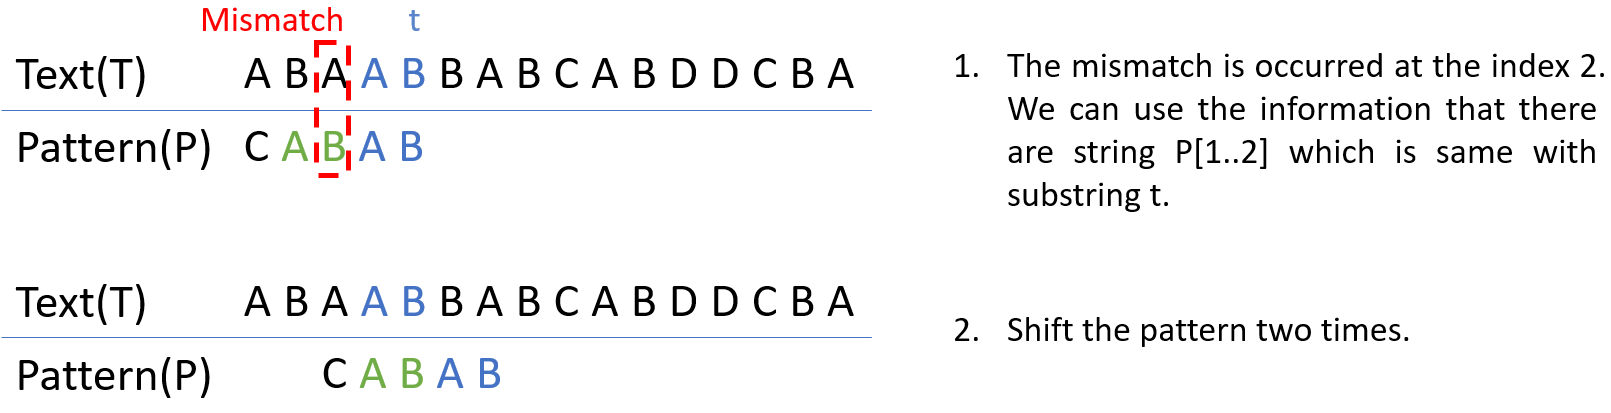 Mismatch t
Text(T) A B A A B B A B C A B D D C B A
Pattern(P) C A B A B
1. The mismatch is occurred at the index 2.
We can use the information that there
are string P[1..2] which is same with
substring t.
Text(T) A B A A B B A B C A B D D C B A
Pattern(P) C A B A B
2. Shift the pattern two times.